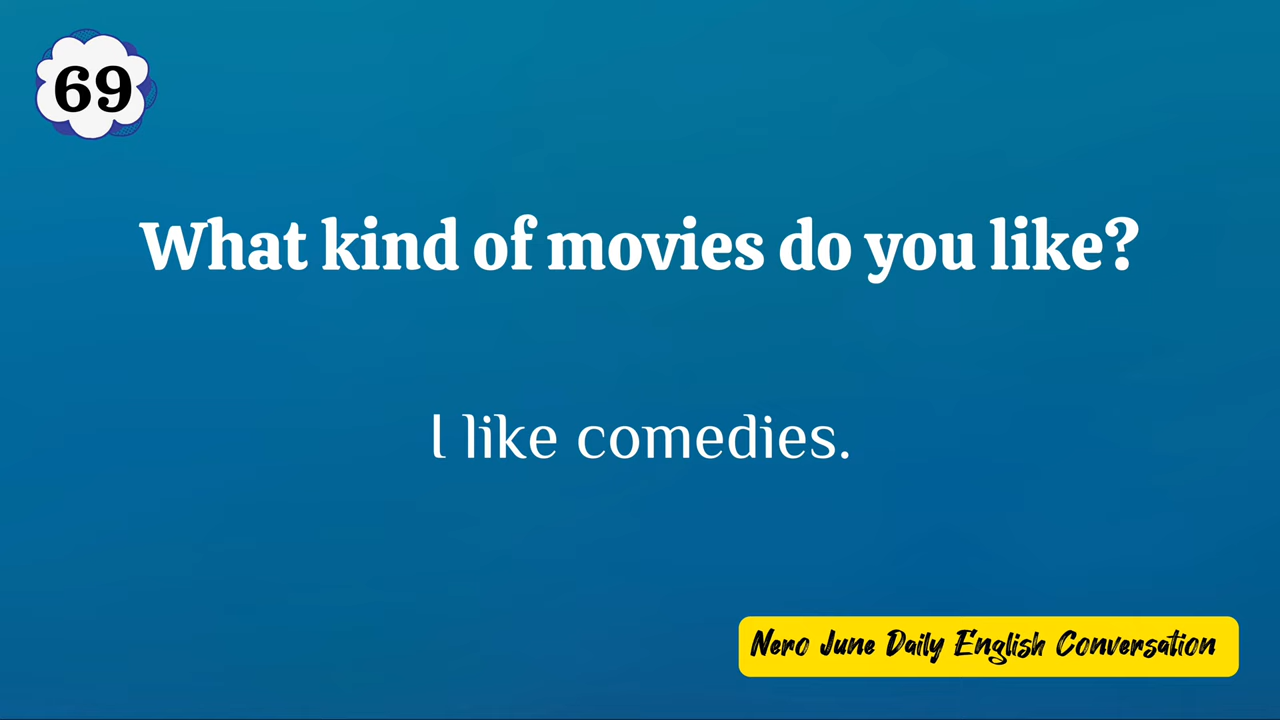 69
What kind of movies do you like?
I like comedies.
Nero June Daily English Conversation